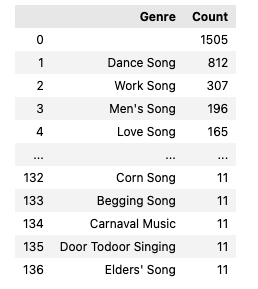 Genre Count
0 1505
1 Dance Song 812
2 Work Song 307
3 Men's Song 196
4 Love Song 165
... ... ...
132 Corn Song 11
133 Begging Song 11
134 Carnaval Music 11
135 Door Todoor Singing 11
136 Elders' Song 11